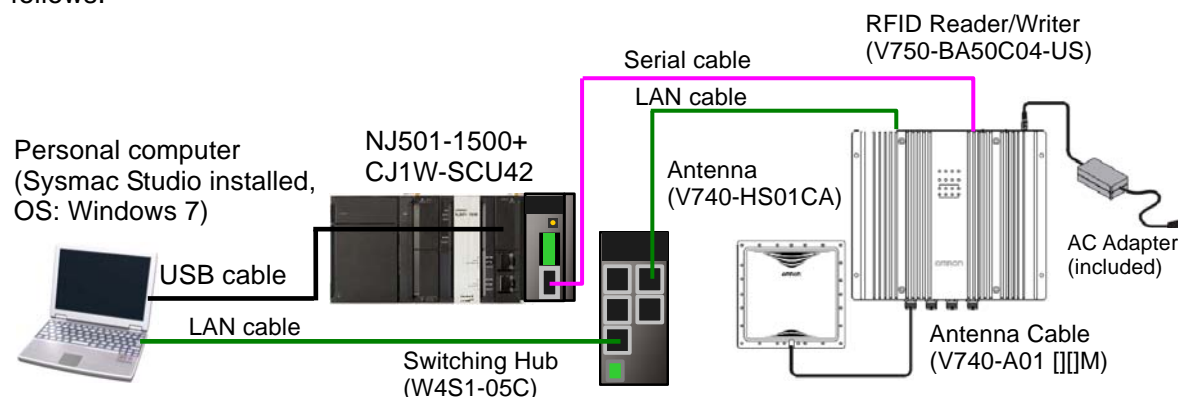 follows.
RFID Reader/Writer
(V750-BA50C04-US)
Serial cable
LAN cable
NJ501-1500+
CJ1W-SCU42
Personal computer
(Sysmac Studio installed,
OS: Windows 7)
Antenna
(V740-HS01CA)
AC Adapter
(included)
USB cable
LAN cable
Switching Hub
(W4S1-05C)
Antenna Cable
(V740-A01 [][]M)
OMRON
OMRON